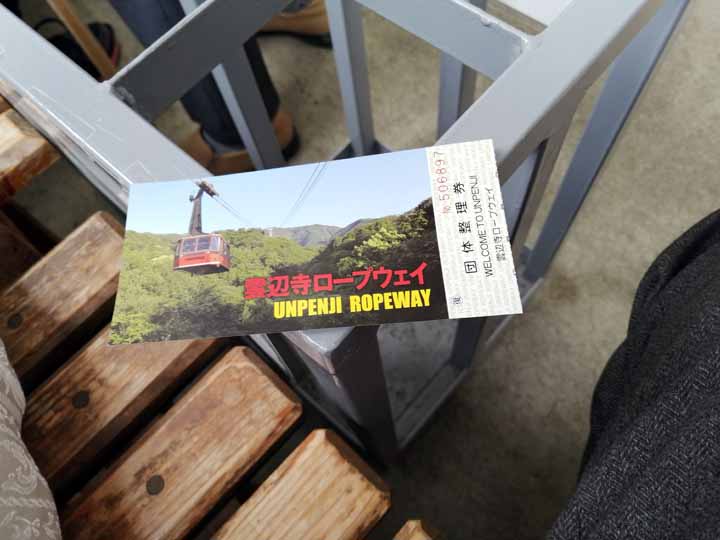 雲辺寺ロープウェイ
UNPENJI ROPEWAY
№506897
団体整理券
WELCOME TO UNPENJI
雲辺寺ロープウェイ